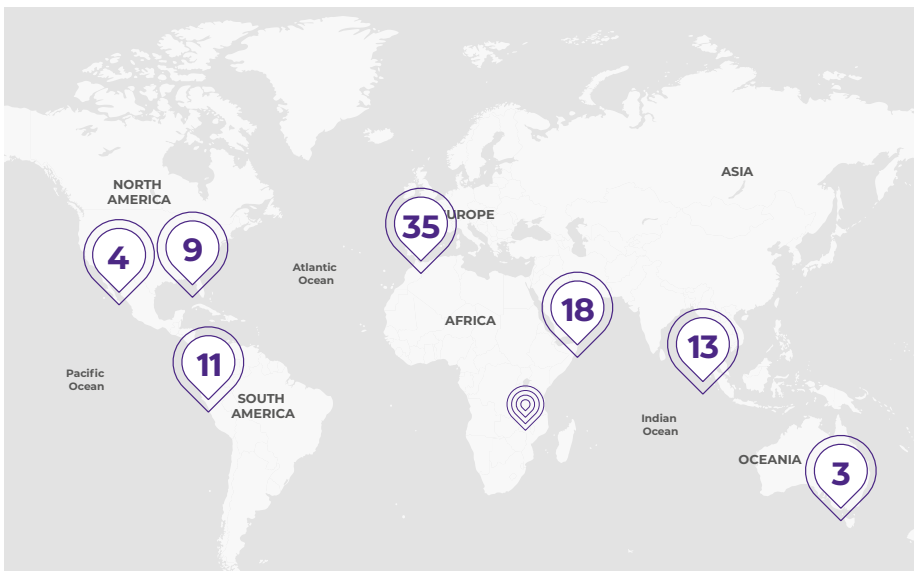 ASIA
NORTH
AMERICA
EUROPE
35
9
4
Atlantic
Ocean
18
AFRICA
13
11
Pacific
Ocean
SOUTH
AMERICA
Indian
Ocean
OCEANIA
3